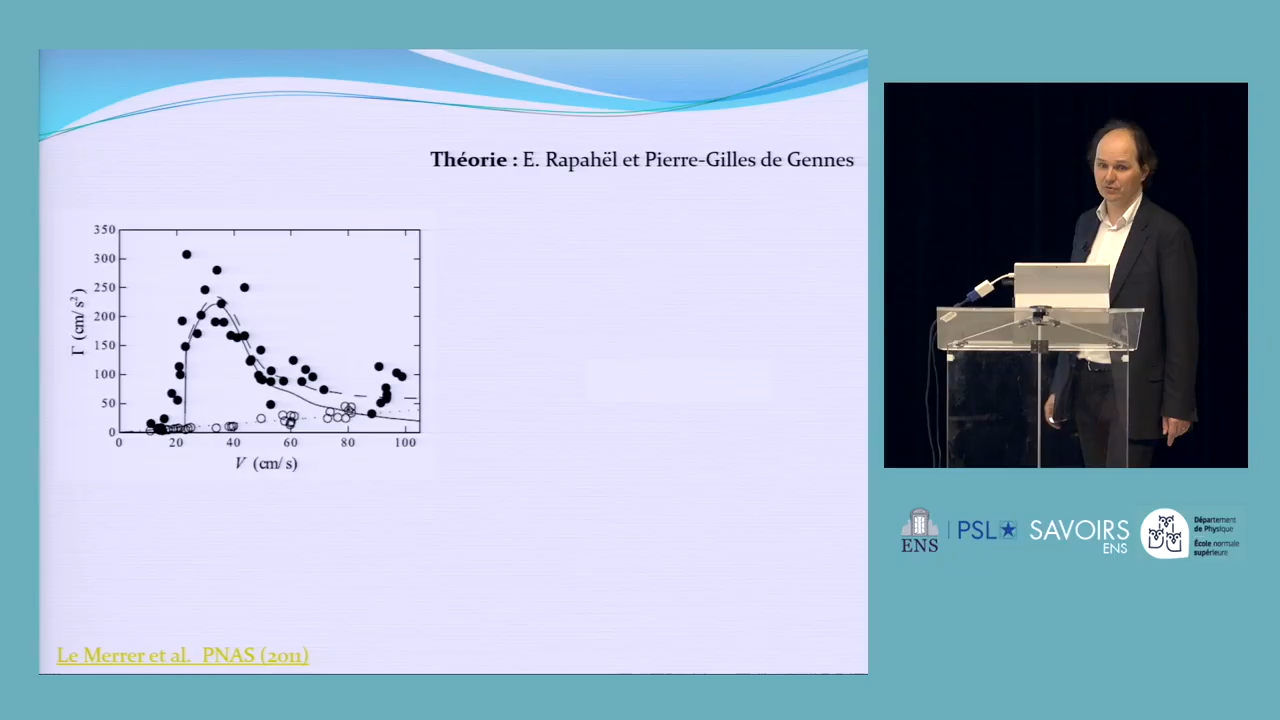 Théorie : E. Rapahël et Pierre-Gilles de Gennes
350
300
250
200
150
100
50
0
Γ (cm/s²)
0 20 40 60 80 100
V (cm/s)
Le Merrer et al. PNAS (2011)
ENS
PSL
SAVOIRS
ENS
Département
de Physique
École normale
supérieure